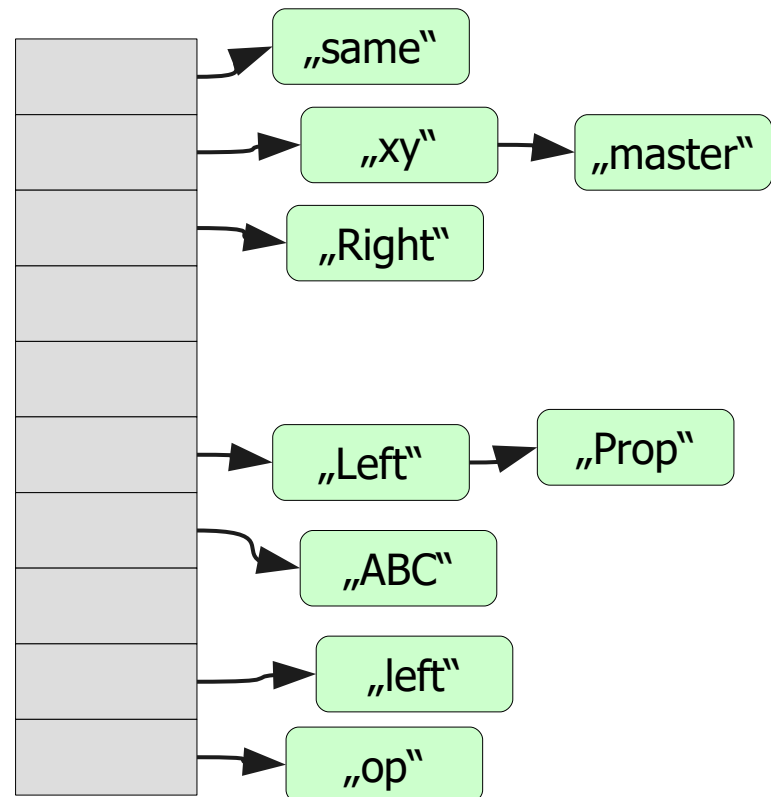 „same“
„xy“
„master“
„Right“
„Left“
„Prop“
„ABC“
„left“
„op“